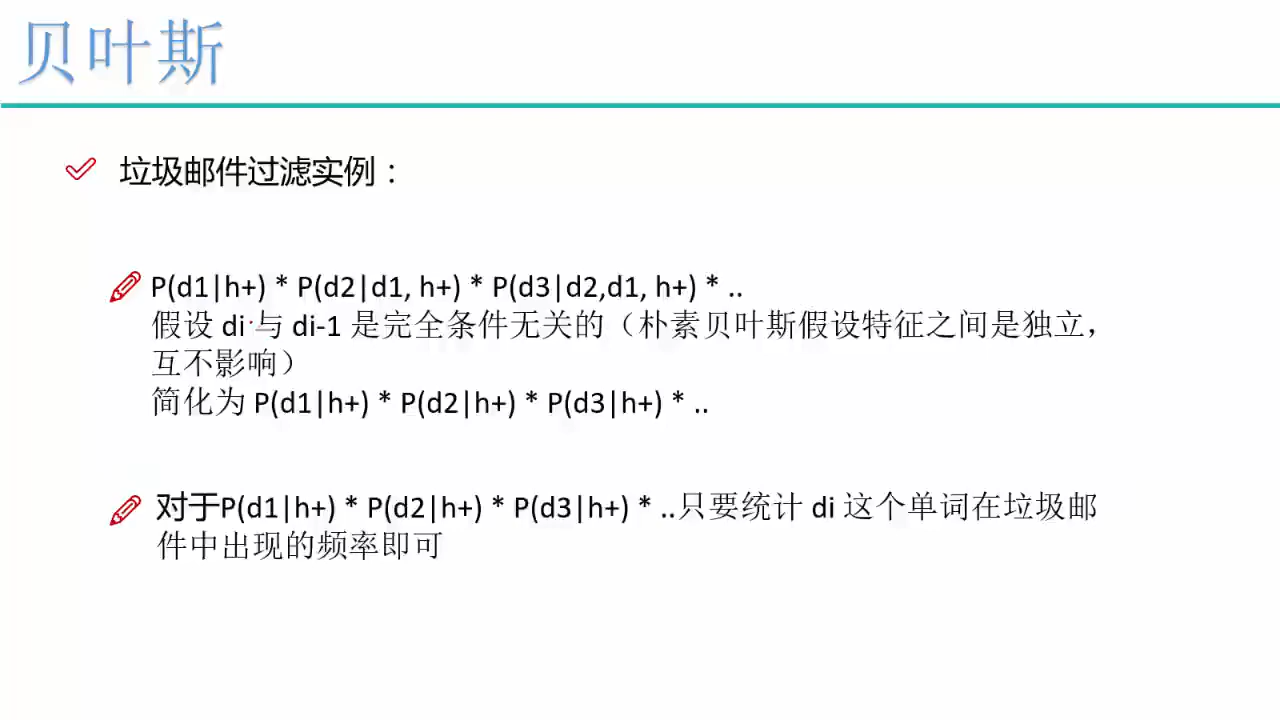 贝叶斯
垃圾邮件过滤实例：
P(d1|h+) * P(d2|d1, h+) * P(d3|d2,d1, h+) * ..
假设 di 与 di-1 是完全条件无关的（朴素贝叶斯假设特征之间是独立，
互不影响）
简化为 P(d1|h+) * P(d2|h+) * P(d3|h+) * ..
对于P(d1|h+) * P(d2|h+) * P(d3|h+) * ..只要统计 di 这个单词在垃圾邮
件中出现的频率即可